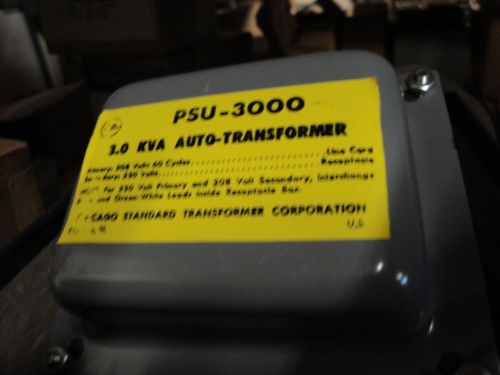 PSU-3000
3.0 KVA AUTO-TRANSFORMER
Primary: 208 Volts 60 Cycles Line Cord
Secondary: 230 Volts Receptacle
For 230 Volt Primary and 208 Volt Secondary, Interchange
and Green-White Leads Inside Receptacle Box.
STANDARD TRANSFORMER CORPORATION